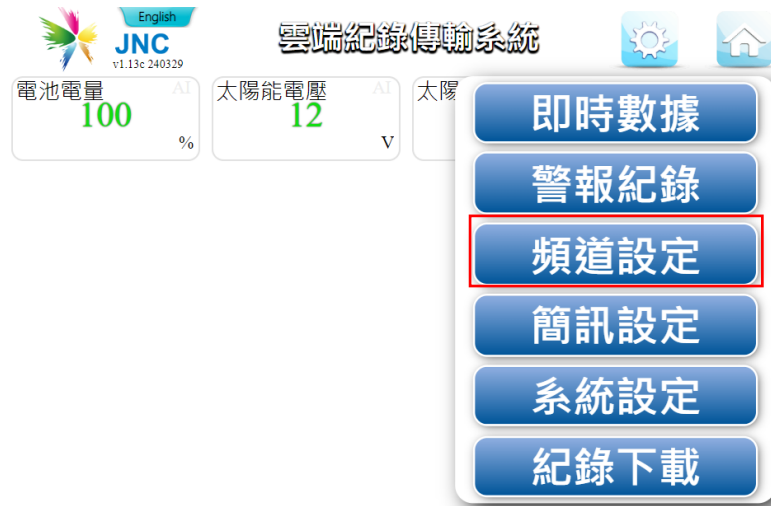 English
JNC
v1.13c 240329
雲端紀錄傳輸系統
電池電量 AI
100
%
太陽能電壓 AI
12
V
太陽
即時數據
警報紀錄
頻道設定
簡訊設定
系統設定
紀錄下載